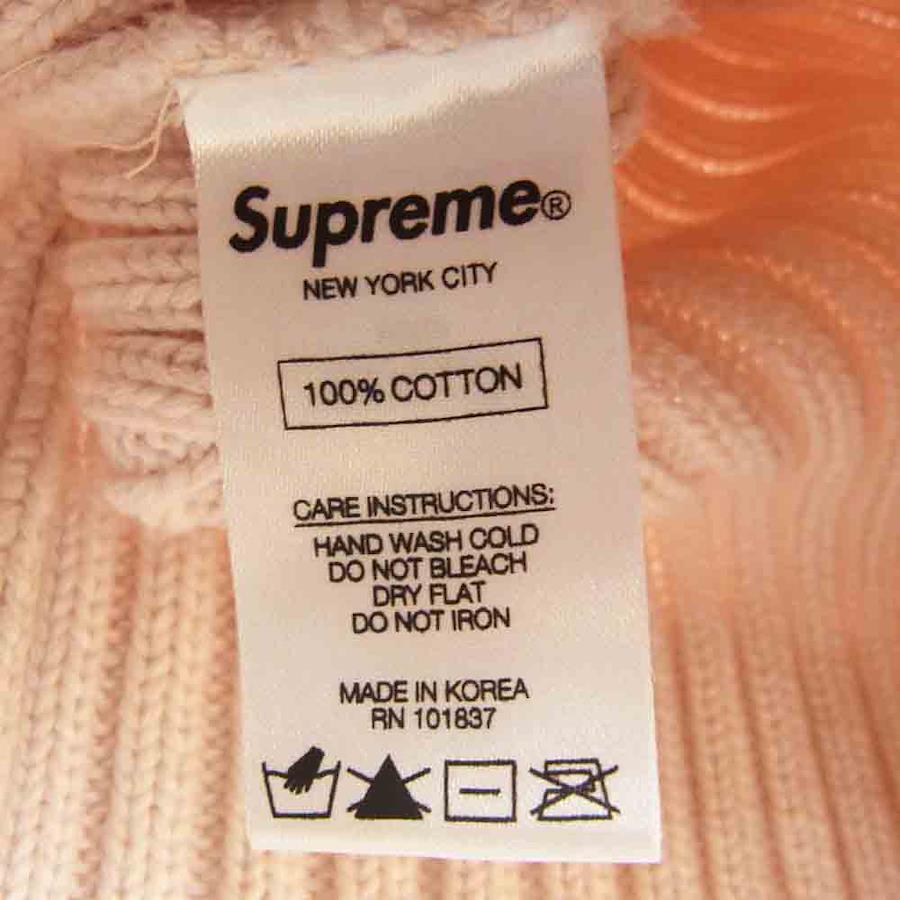 Supreme®
NEW YORK CITY
100% COTTON
CARE INSTRUCTIONS:
HAND WASH COLD
DO NOT BLEACH
DRY FLAT
DO NOT IRON
MADE IN KOREA
RN 101837